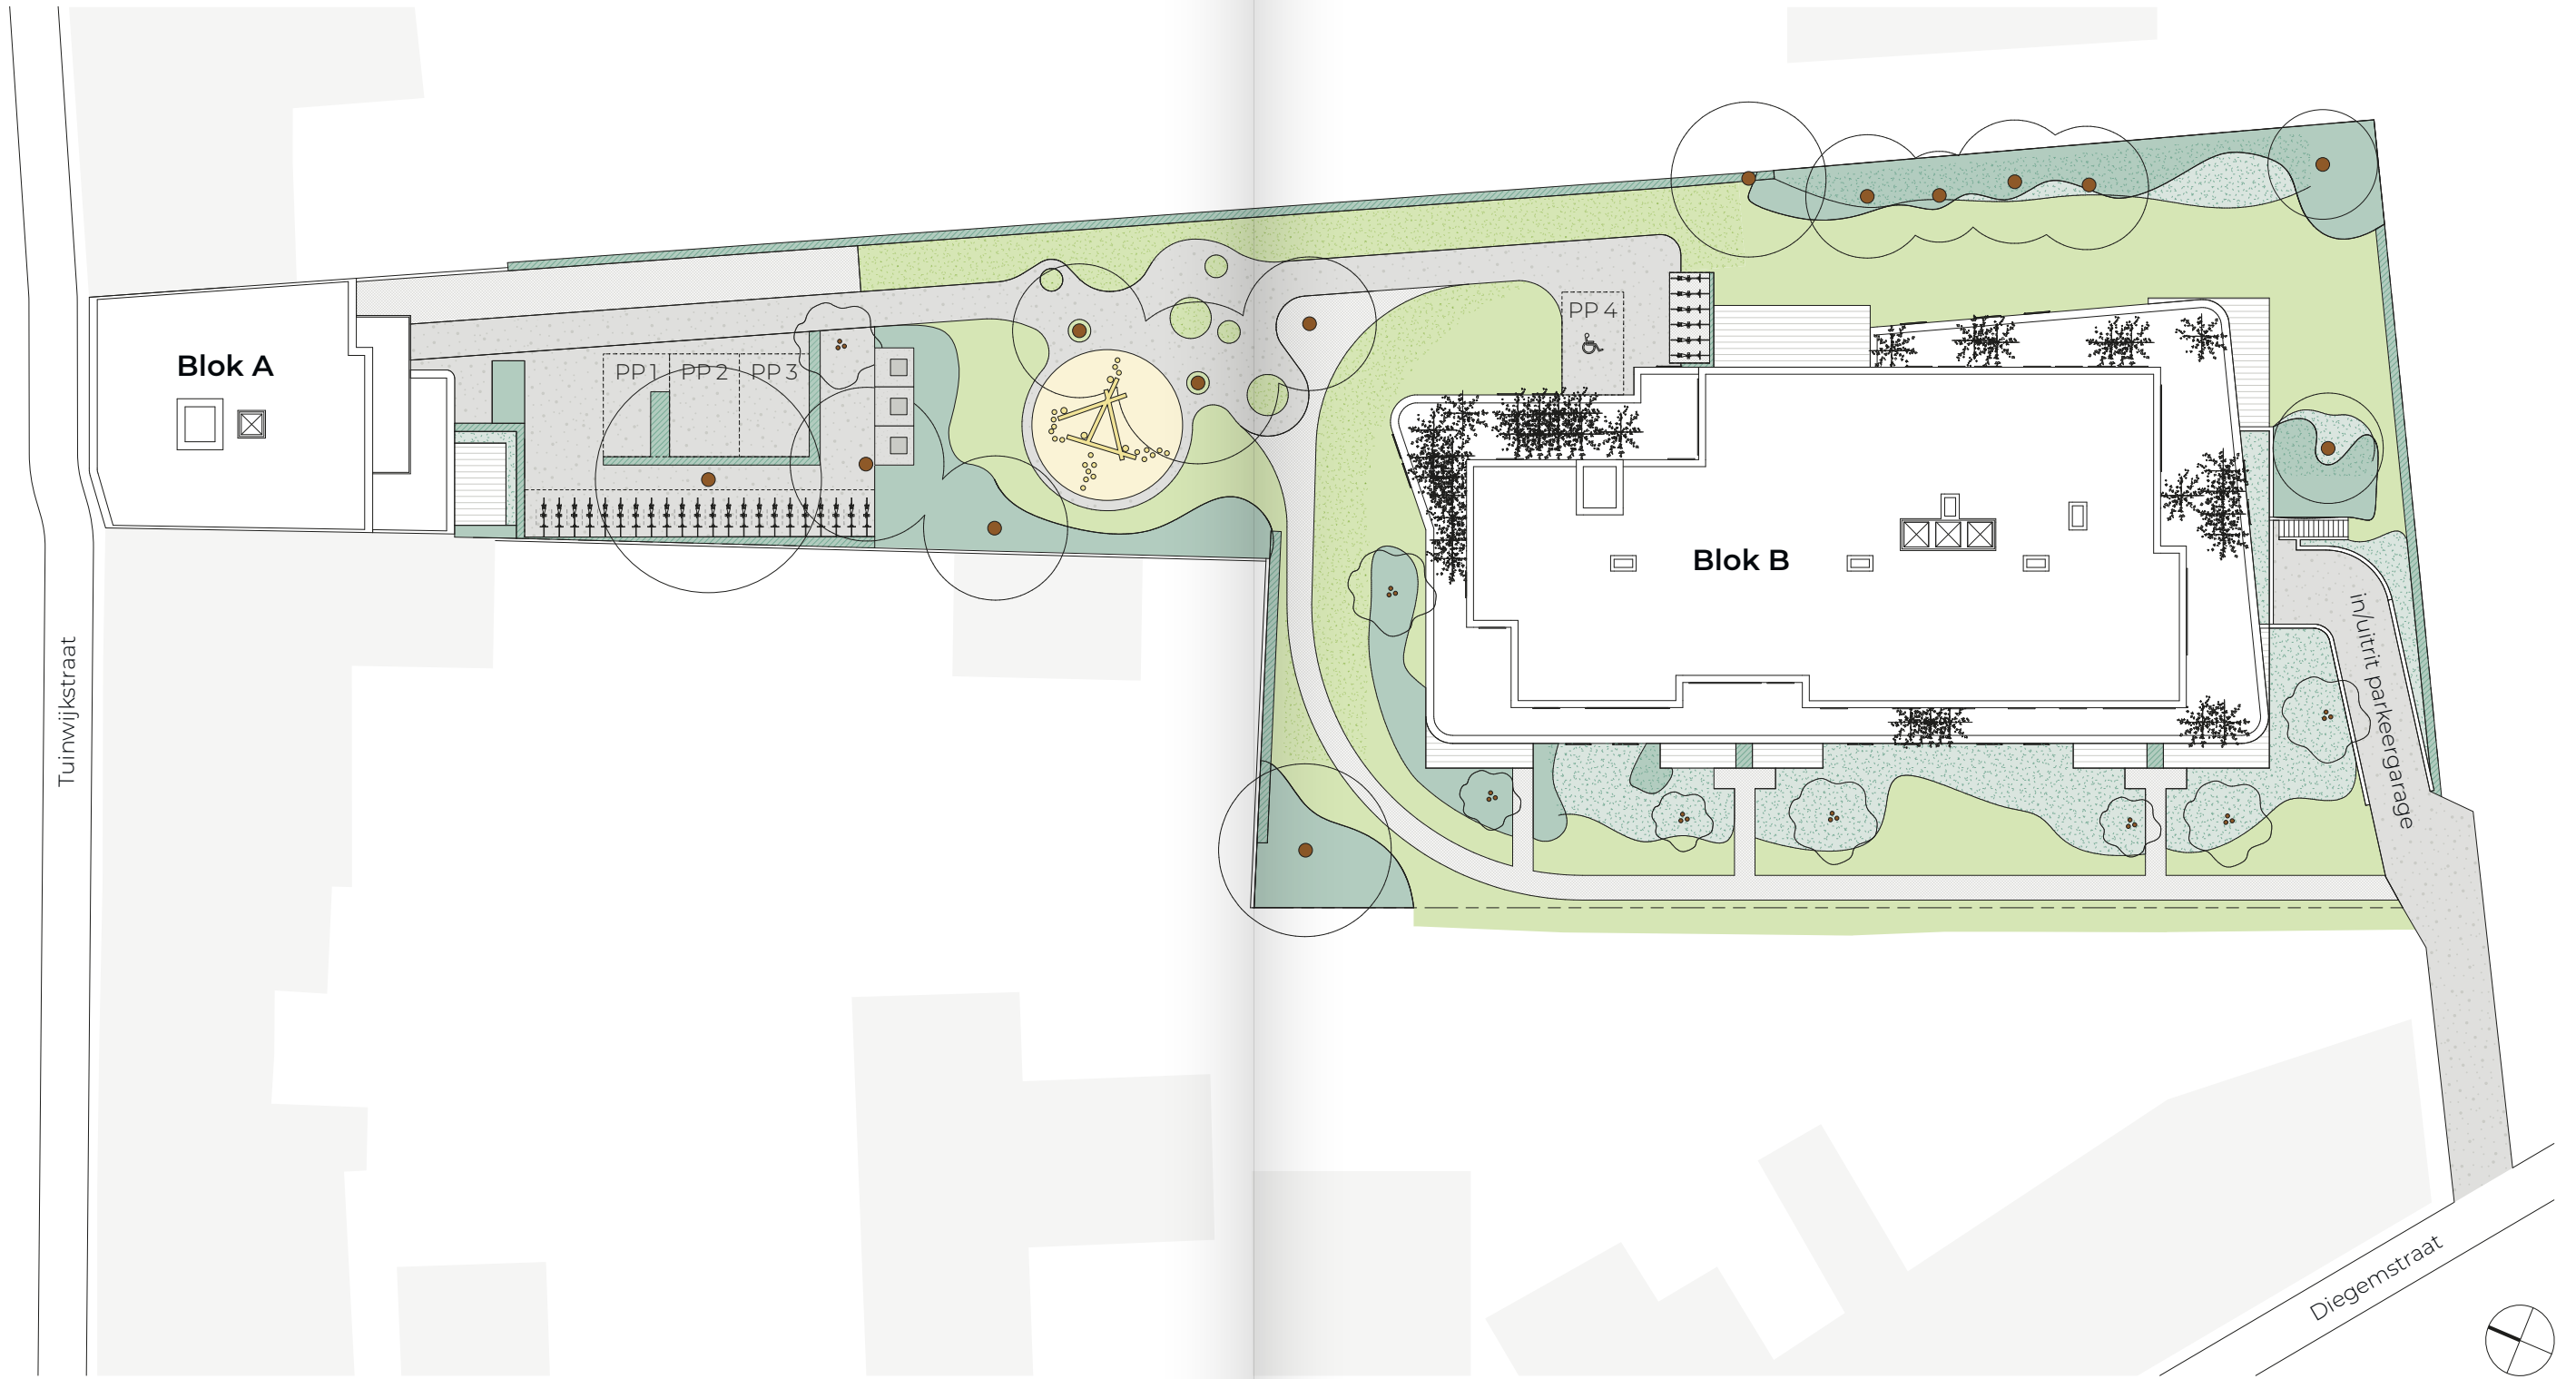 PP 4
Blok A
PP 1
PP 2
PP 3
Blok B
in/uitrit parkeergarage
Tuinwijkstraat
Diegemstraat